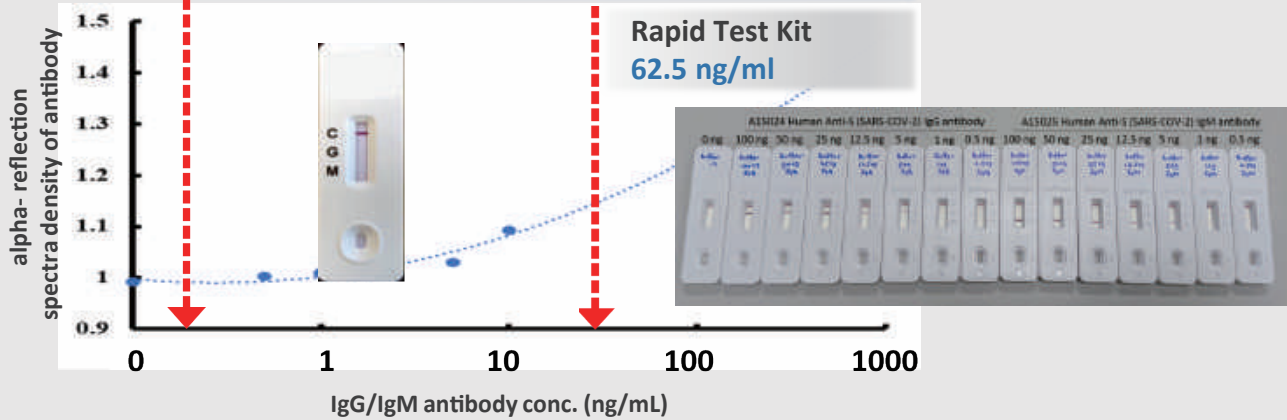 1.5
1.4
1.3
1.2
1.1
1
0.9
alpha- reflection
spectra density of antibody
C
G
M
Rapid Test Kit
62.5 ng/ml
A15024 Human Anti-S (SARS-COV-2) IgG antibody
A15025 Human Anti-S (SARS-COV-2) IgM antibody
0 ng 100 ng 50 ng 25 ng 12.5 ng 5 ng 1 ng 0.5 ng 100 ng 50 ng 25 ng 12.5 ng 5 ng 1 ng 0.5 ng
0 1 10 100 1000
IgG/IgM antibody conc. (ng/mL)